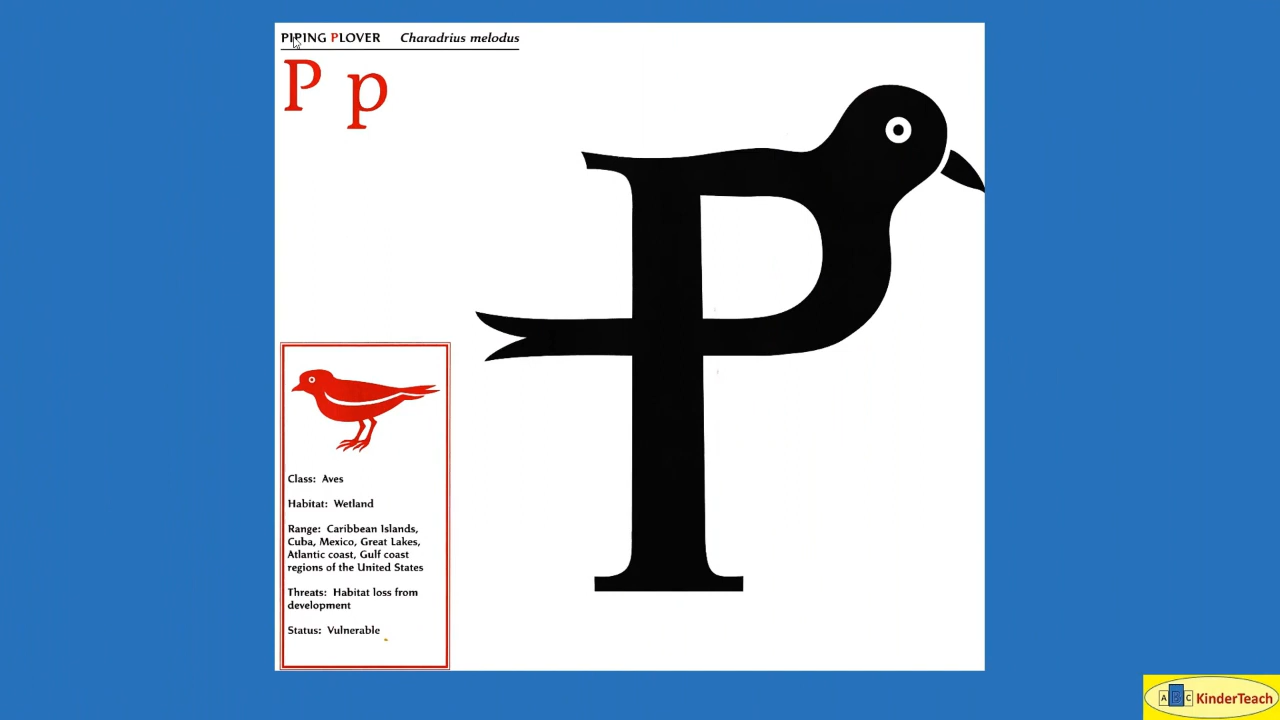 PIPING PLOVER Charadrius melodus
P p
P
Class: Aves
Habitat: Wetland
Range: Caribbean Islands,
Cuba, Mexico, Great Lakes,
Atlantic coast, Gulf coast
regions of the United States
Threats: Habitat loss from
development
Status: Vulnerable
ABC KinderTeach